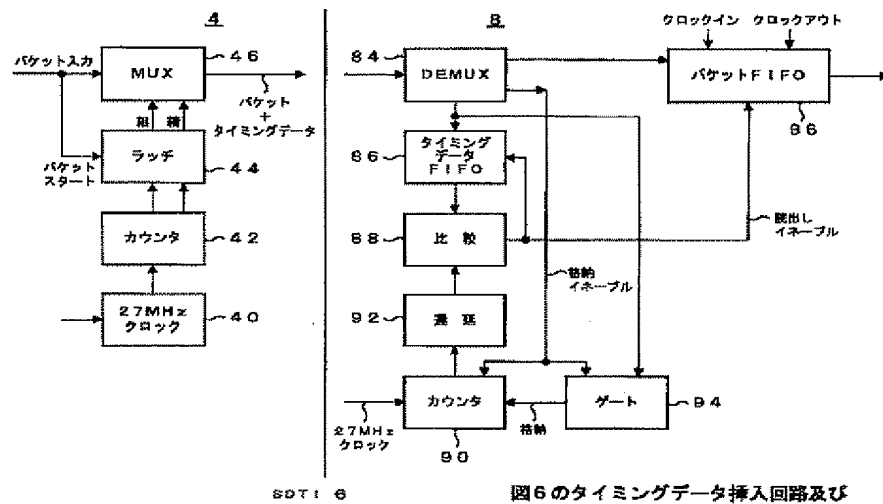 4
パケット入力
MUX
46
パケット
+
タイミングデータ
粗
精
ラッチ
44
パケット
スタート
カウンタ
42
27MHz
クロック
40
8
84
DEMUX
クロックイン
クロックアウト
パケットFIFO
96
86
タイミング
データ
FIFO
88
比較
読出し
イネーブル
格納
イネーブル
92
遅延
カウンタ
27MHz
クロック
90
格納
ゲート
94
SDTI 6
図6のタイミングデータ挿入回路及び